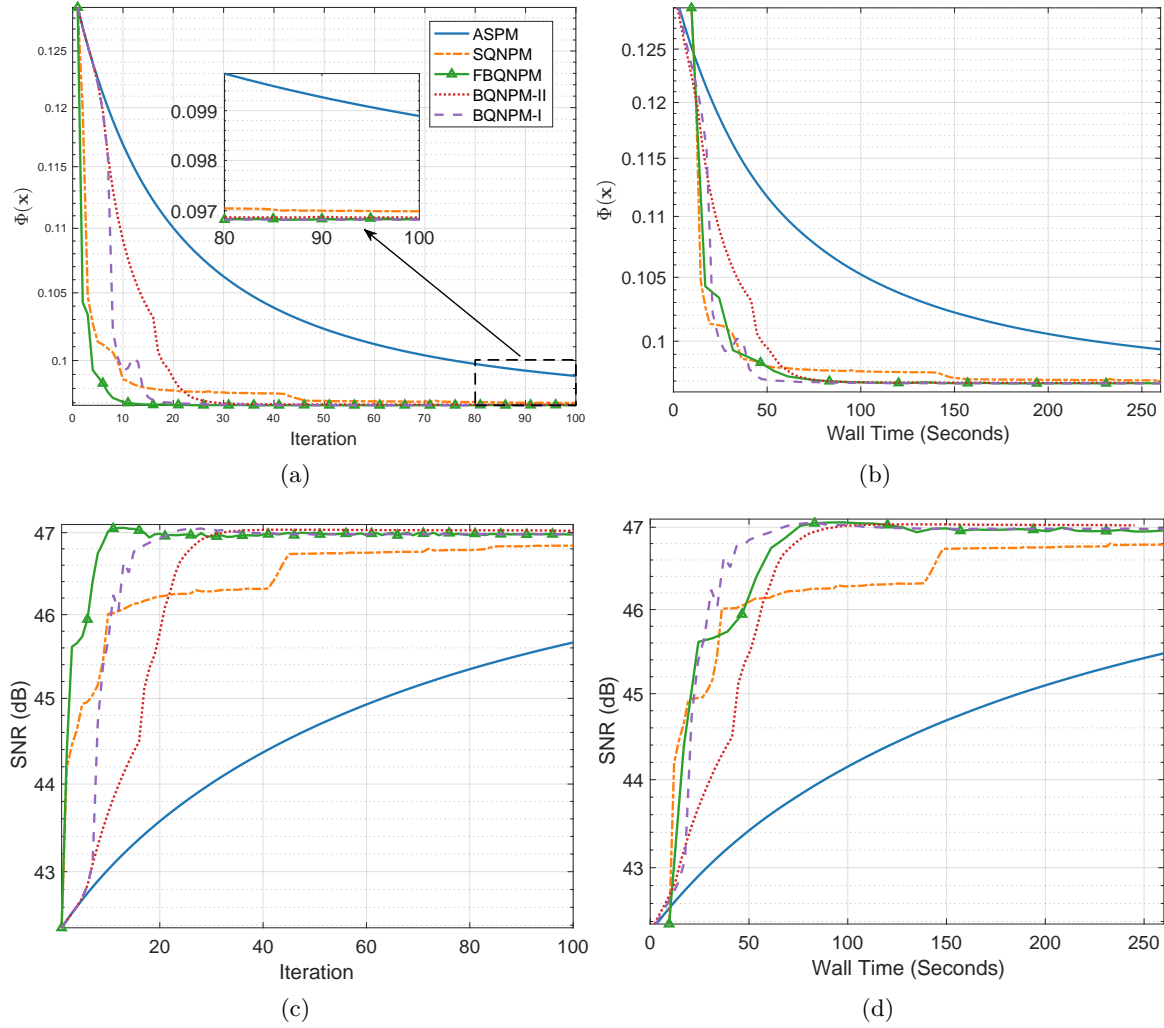 ASPM
SQNPM
FBQNPM
BQNPM-II
BQNPM-I
0.125
0.12
0.115
0.11
0.105
0.1
Φ(x)
0.099
0.098
0.097
80 90 100
0 10 20 30 40 50 60 70 80 90 100
Iteration
(a)
0.125
0.12
0.115
0.11
0.105
0.1
Φ(x)
0 50 100 150 200 250
Wall Time (Seconds)
(b)
47
46
45
44
43
SNR (dB)
20 40 60 80 100
Iteration
(c)
47
46
45
44
43
SNR (dB)
0 50 100 150 200 250
Wall Time (Seconds)
(d)